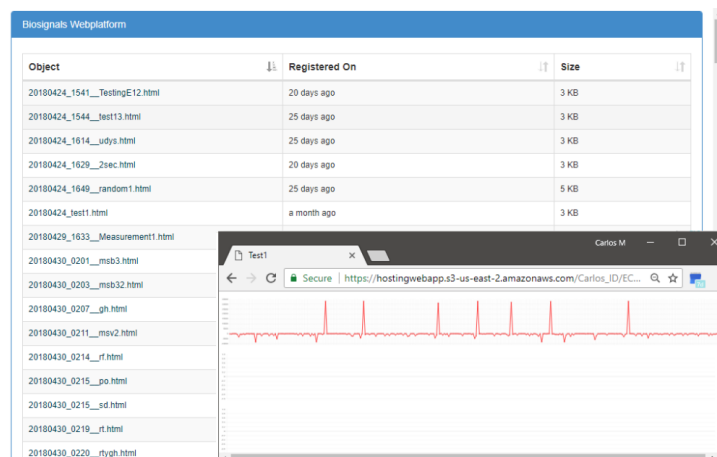 Biosignals Webplatform
Object Registered On Size
20180424_1541__TestingE12.html 20 days ago 3 KB
20180424_1544__test13.html 25 days ago 3 KB
20180424_1614__udys.html 25 days ago 3 KB
20180424_1629__2sec.html 20 days ago 3 KB
20180424_1649__random1.html 25 days ago 5 KB
20180424_test1.html a month ago 3 KB
20180429_1633__Measurement1.html
20180430_0201__msb3.html
20180430_0203__msb32.html
20180430_0207__gh.html
20180430_0211__msv2.html
20180430_0214__rf.html
20180430_0215__po.html
20180430_0215__sd.html
20180430_0219__rt.html
20180430_0220__rtygh.html
Carlos M
Test1
Secure https://hostingwebapp.s3-us-east-2.amazonaws.com/Carlos_ID/EC...